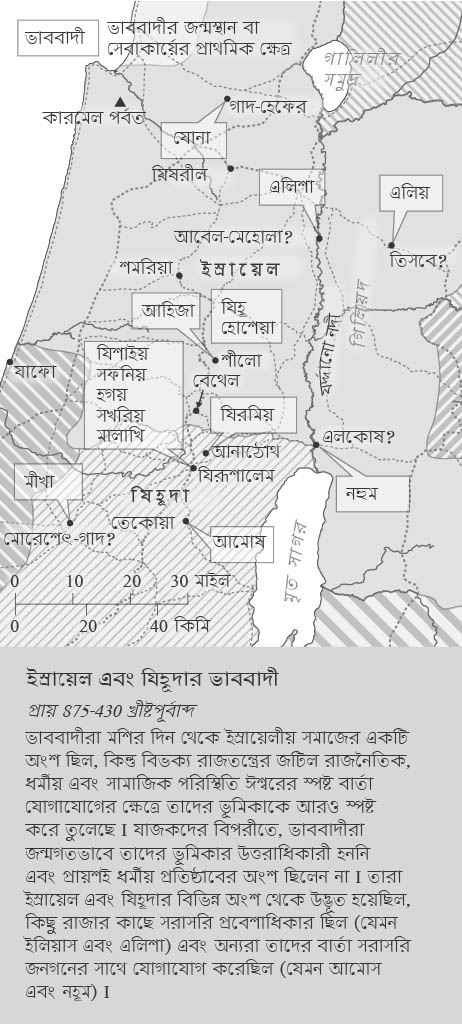 ভাববাদী
ভাববাদীর জন্মস্থান বা
সেবাকার্যের প্রাথমিক ক্ষেত্র
গালিলীর
সমুদ্র
কারমেল পর্বত
গাদ-হেফের
যোনা
যিষরীল
এলিশা
এলিয়
আবেল-মেহোলা?
তিসবে?
শমরিয়া
ইস্রায়েল
গিলিয়দ
আহিজা
যিহূ
হোশেয়া
যর্দ্দানো নদী
যিশাইয়
সফনিয়
হগয়
সখরিয়
মালাখি
শীলো
যাফো
বেথেল
যিরমিয়
আনাঠোথ
এলকোষ?
যিরূশালেম
মীখা
যিহূদা
নহুম
তেকোয়া
মোরেশেৎ-গাদ?
আমোষ
মৃত সাগর
0 10 20 30 মাইল
0 20 40 কিমি
ইস্রায়েল এবং যিহূদার ভাববাদী
প্রায় 875-430 খ্রীষ্টপূর্বাব্দ
ভাববাদীরা মশির দিন থেকে ইস্রায়েলীয় সমাজের একটি
অংশ ছিল, কিন্তু বিভক্য রাজতন্ত্রের জটিল রাজনৈতিক,
ধর্মীয় এবং সামাজিক পরিস্থিতি ঈশ্বরের স্পষ্ট বার্তা
যোগাযোগের ক্ষেত্রে তাদের ভূমিকাকে আরও স্পষ্ট
করে তুলেছে I যাজকদের বিপরীতে, ভাববাদীরা
জন্মগতভাবে তাদের ভূমিকার উত্তরাধিকারী হননি
এবং প্রায়শই ধর্মীয় প্রতিষ্ঠাবের অংশ ছিলেন না I তারা
ইস্রায়েল এবং যিহূদার বিভিন্ন অংশ থেকে উদ্ভূত হয়েছিল,
কিছু রাজার কাছে সরাসরি প্রবেশাধিকার ছিল (যেমন
ইলিয়াস এবং এলিশা) এবং অন্যরা তাদের বার্তা সরাসরি
জনগনের সাথে যোগাযোগ করেছিল (যেমন আমোস
এবং নহূম) I